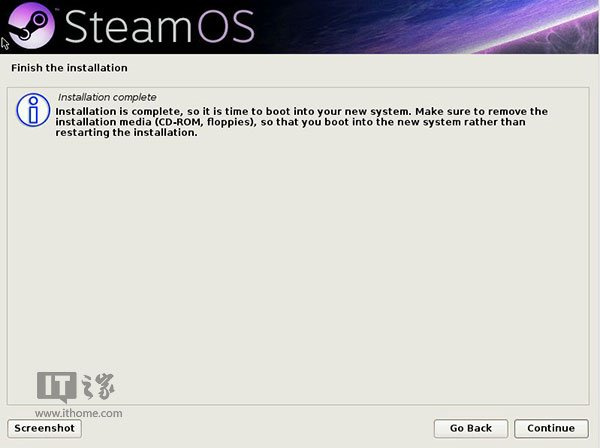 SteamOS
Finish the installation
Installation complete
Installation is complete, so it is time to boot into your new system. Make sure to remove the
installation media (CD-ROM, floppies), so that you boot into the new system rather than
restarting the installation.
IT之家
www.ithome.com
Screenshot
Go Back
Continue